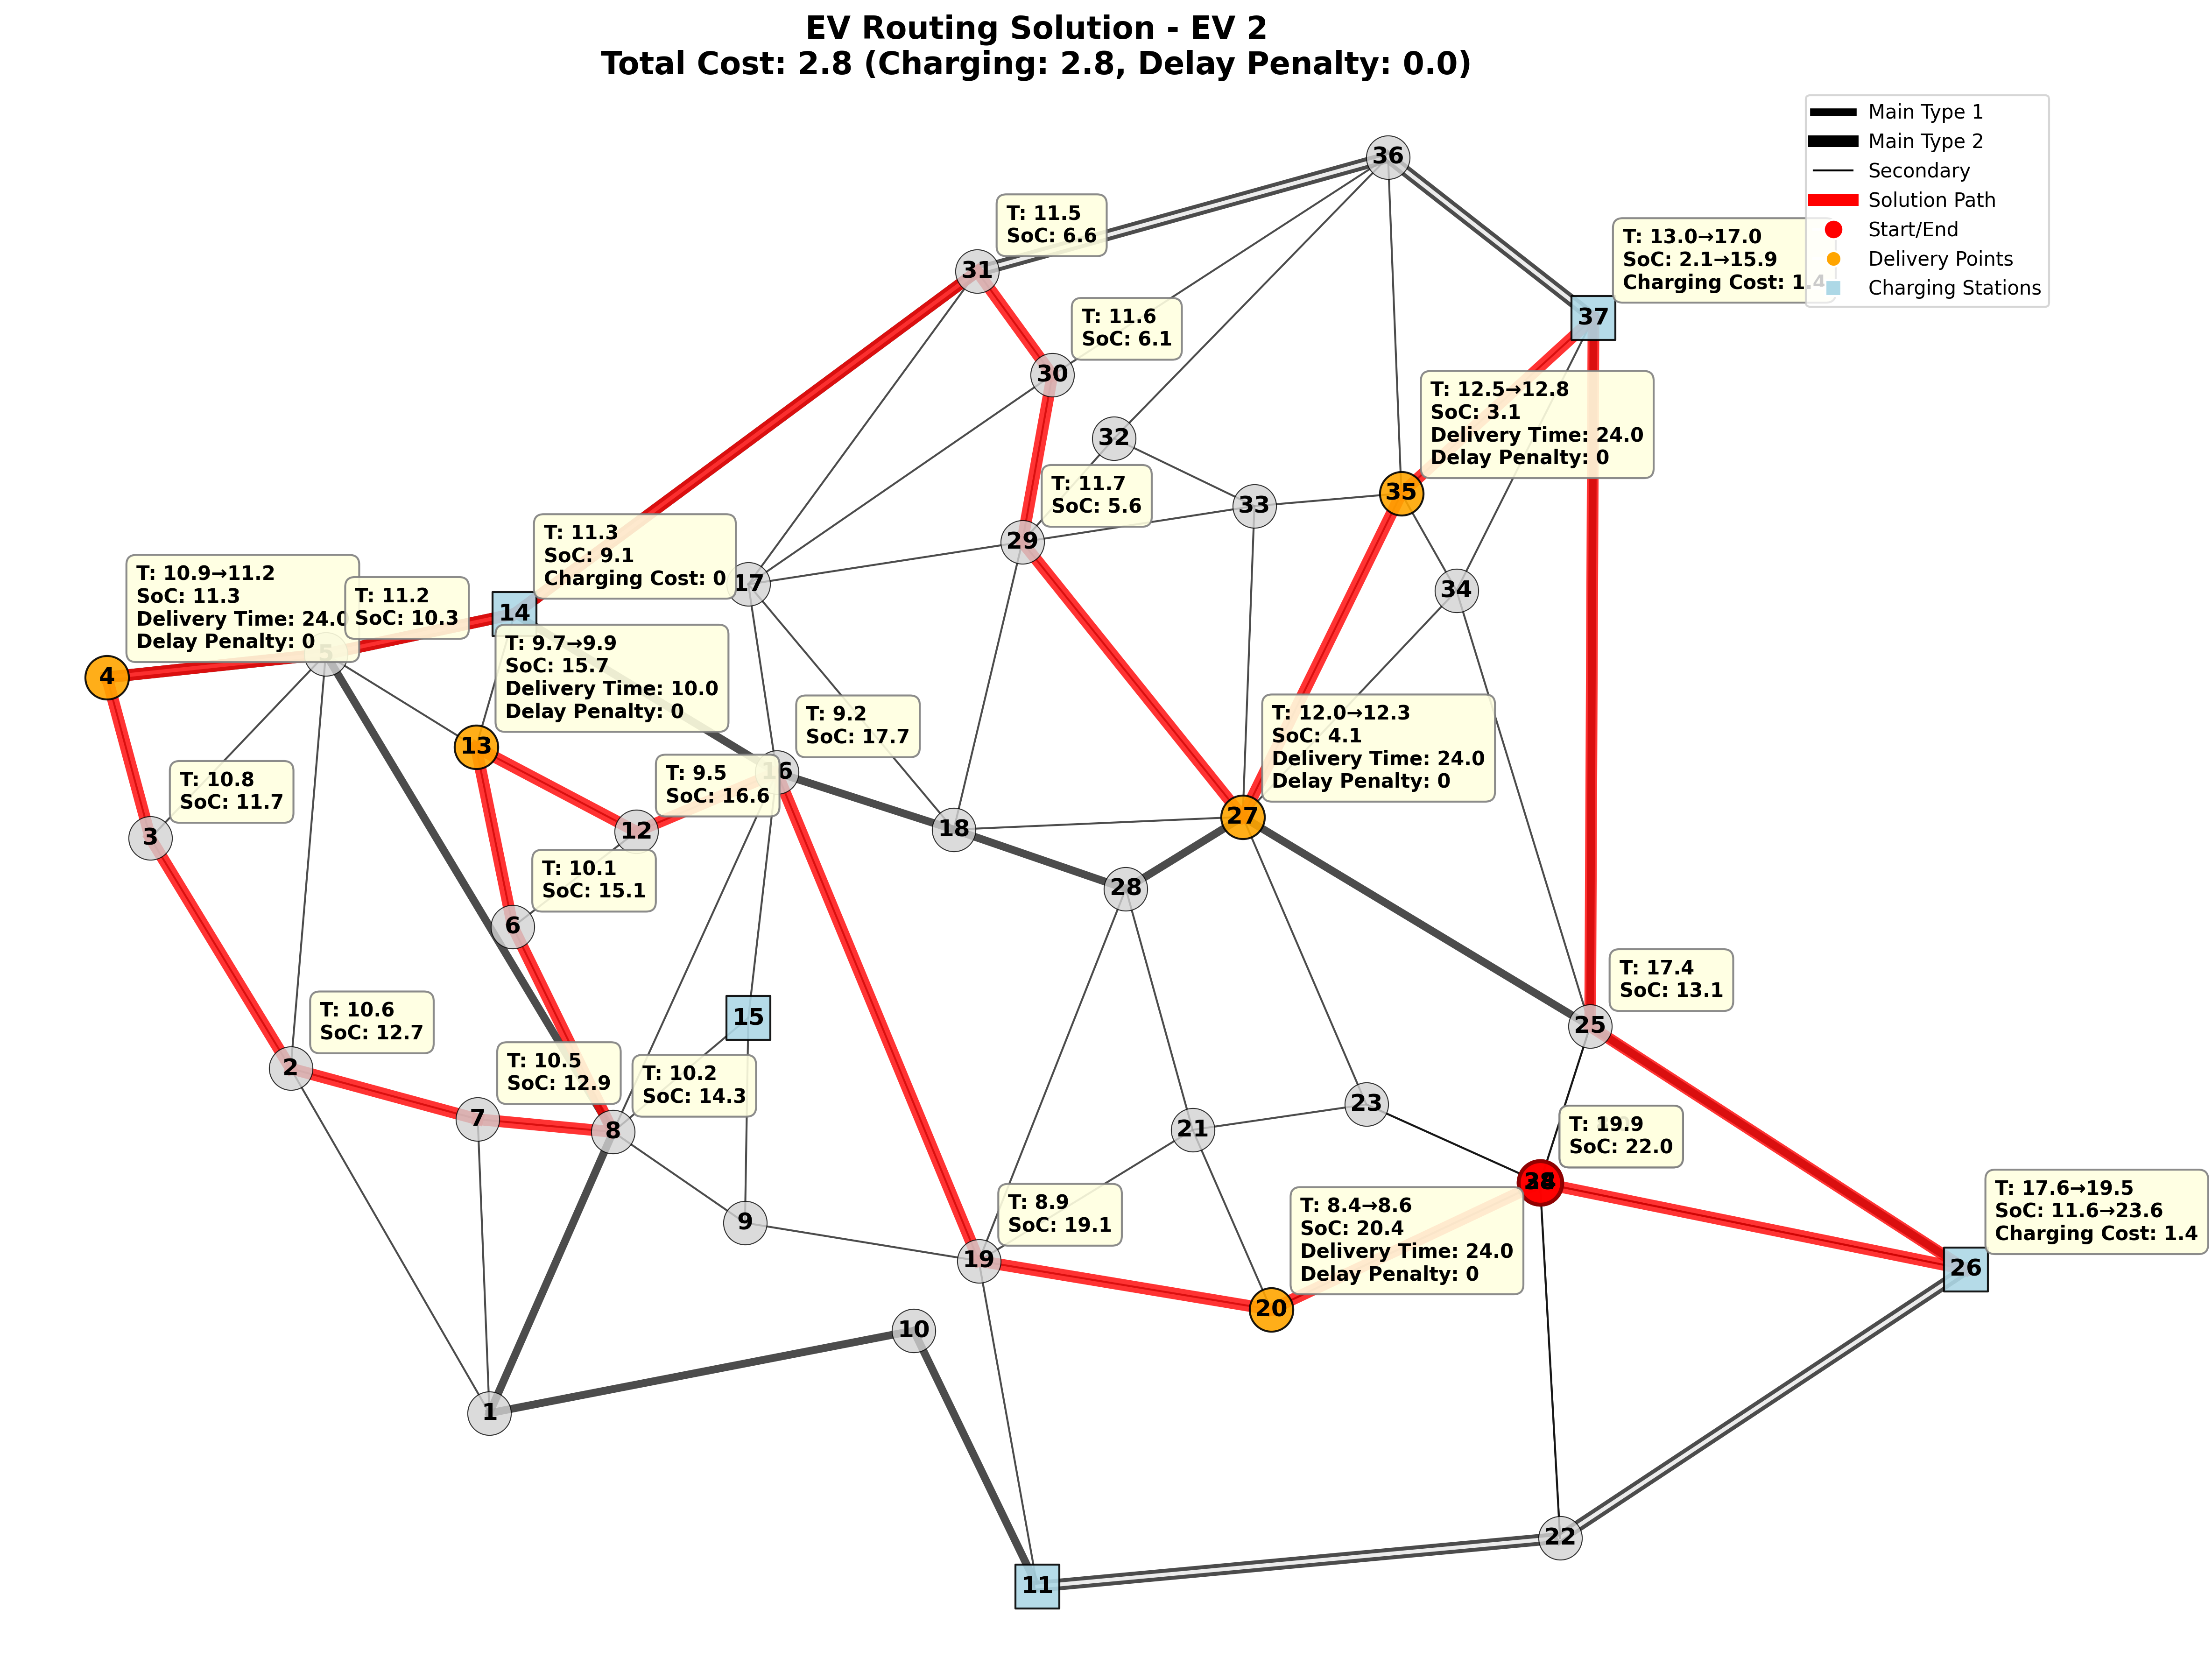 EV Routing Solution - EV 2
Total Cost: 2.8 (Charging: 2.8, Delay Penalty: 0.0)
Main Type 1
Main Type 2
Secondary
Solution Path
Start/End
Delivery Points
Charging Stations
36
T: 11.5
SoC: 6.6
31
T: 13.0→17.0
SoC: 2.1→15.9
Charging Cost: 1.4
37
T: 11.6
SoC: 6.1
30
T: 12.5→12.8
SoC: 3.1
Delivery Time: 24.0
Delay Penalty: 0
32
35
33
T: 11.7
SoC: 5.6
29
T: 11.3
SoC: 9.1
Charging Cost: 0
17
34
T: 10.9→11.2
SoC: 11.3
Delivery Time: 24.0
Delay Penalty: 0
T: 11.2
SoC: 10.3
14
5
4
T: 9.7→9.9
SoC: 15.7
Delivery Time: 10.0
Delay Penalty: 0
13
T: 9.2
SoC: 17.7
T: 12.0→12.3
SoC: 4.1
Delivery Time: 24.0
Delay Penalty: 0
T: 9.5
SoC: 16.6
16
T: 10.8
SoC: 11.7
3
12
18
27
T: 10.1
SoC: 15.1
28
6
T: 17.4
SoC: 13.1
25
15
T: 10.6
SoC: 12.7
2
T: 10.5
SoC: 12.9
T: 10.2
SoC: 14.3
7
8
23
21
T: 19.9
SoC: 22.0
38
T: 8.9
SoC: 19.1
T: 8.4→8.6
SoC: 20.4
Delivery Time: 24.0
Delay Penalty: 0
T: 17.6→19.5
SoC: 11.6→23.6
Charging Cost: 1.4
9
19
26
20
10
1
22
11